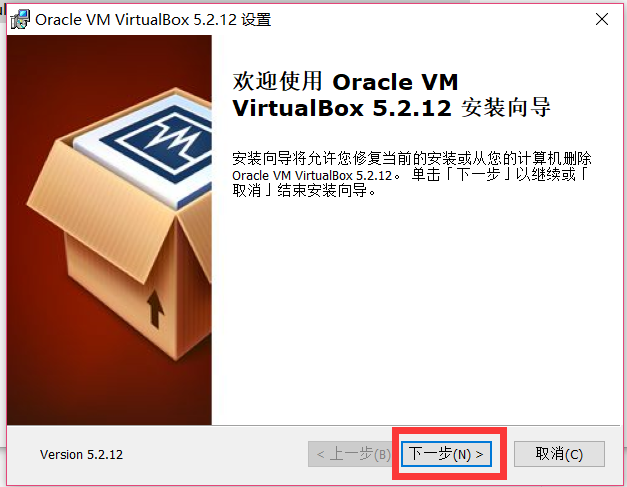 Oracle VM VirtualBox 5.2.12 设置
欢迎使用 Oracle VM
VirtualBox 5.2.12 安装向导
安装向导将允许您修复当前的安装或从您的计算机删除
Oracle VM VirtualBox 5.2.12。 单击「下一步」以继续或「
取消」结束安装向导。
Version 5.2.12
< 上一步(B)
下一步(N) >
取消(C)